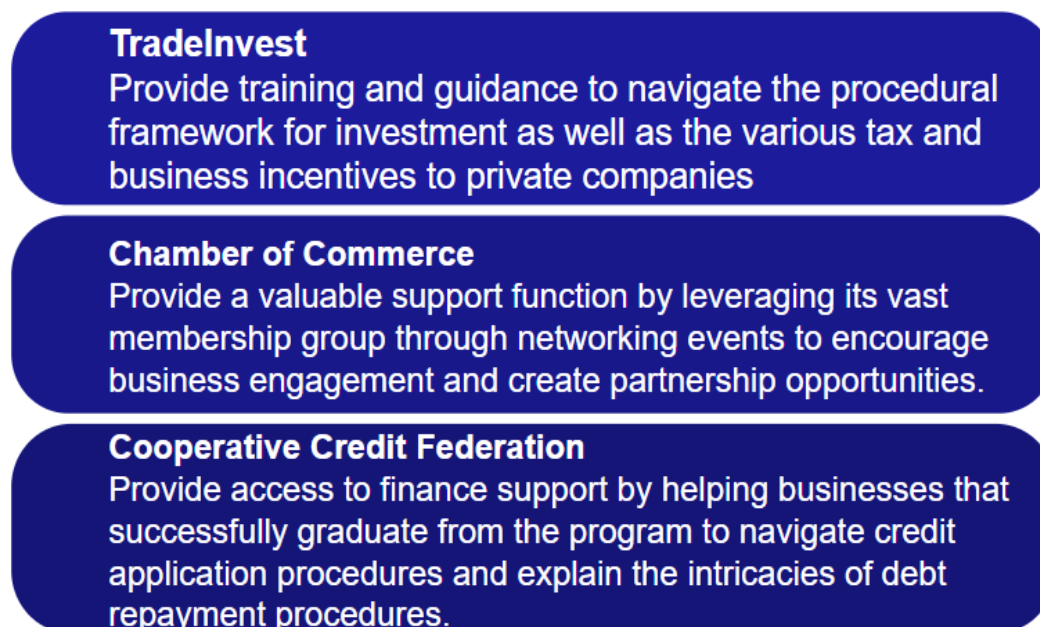 TradeInvest
Provide training and guidance to navigate the procedural
framework for investment as well as the various tax and
business incentives to private companies
Chamber of Commerce
Provide a valuable support function by leveraging its vast
membership group through networking events to encourage
business engagement and create partnership opportunities.
Cooperative Credit Federation
Provide access to finance support by helping businesses that
successfully graduate from the program to navigate credit
application procedures and explain the intricacies of debt
repayment procedures.